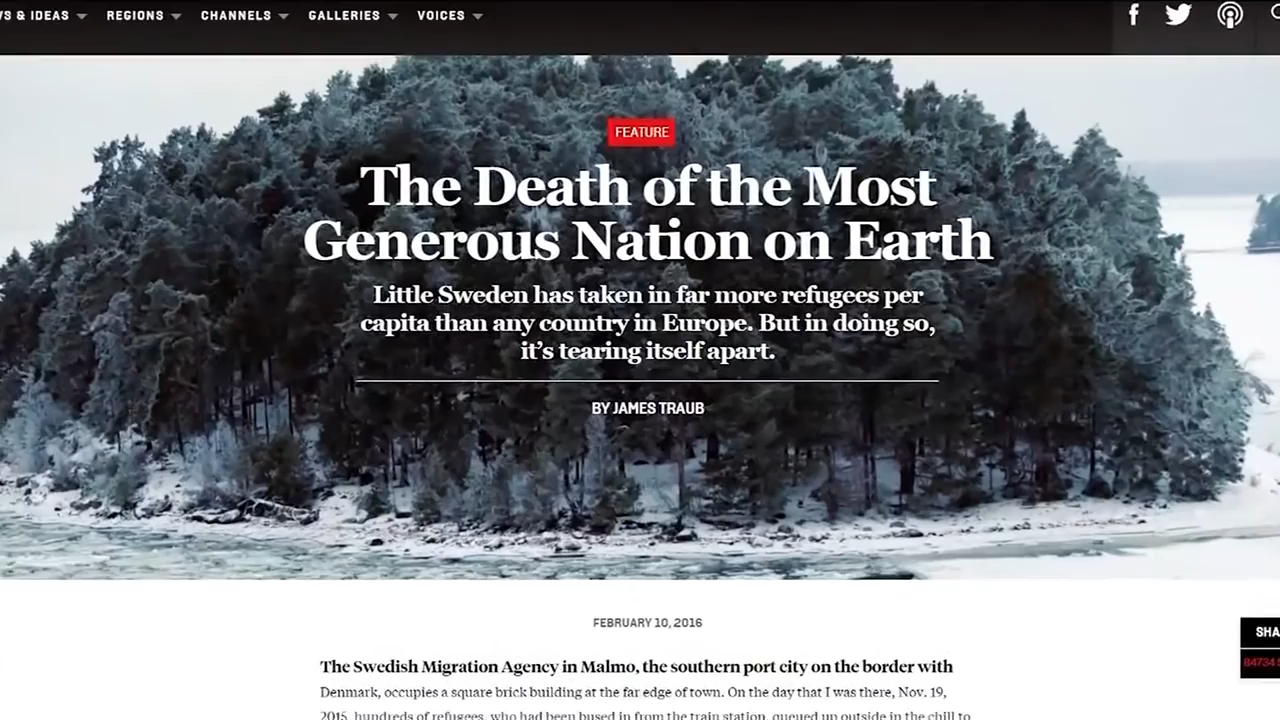 & IDEAS
REGIONS
CHANNELS
GALLERIES
VOICES
FEATURE
The Death of the Most
Generous Nation on Earth
Little Sweden has taken in far more refugees per
capita than any country in Europe. But in doing so,
it's tearing itself apart.
BY JAMES TRAUB
FEBRUARY 10, 2016
SHA
84734
The Swedish Migration Agency in Malmo, the southern port city on the border with
Denmark, occupies a square brick building at the far edge of town. On the day that I was there, Nov. 19,
2015, hundreds of refugees, who had been bused in from the train station, queued up outside in the chill to